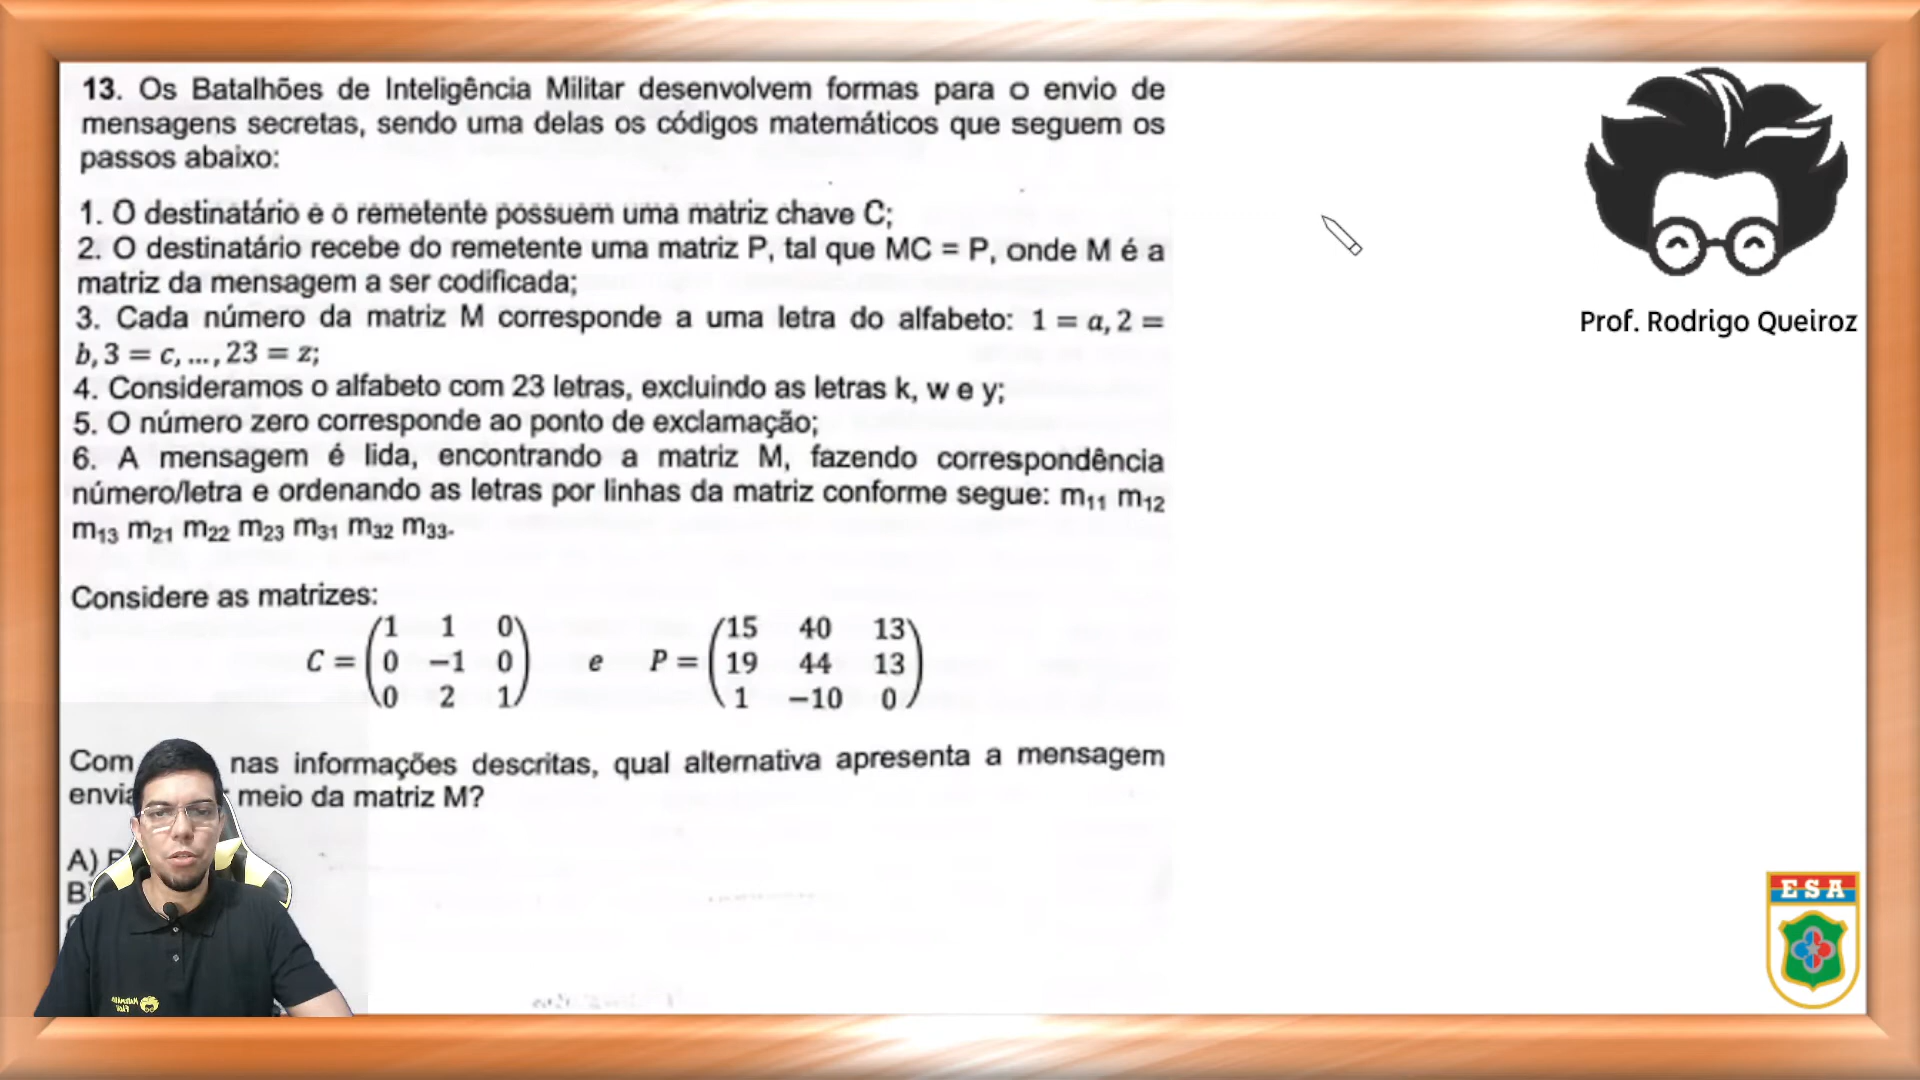 13. Os Batalhões de Inteligência Militar desenvolvem formas para o envio de
mensagens secretas, sendo uma delas os códigos matemáticos que seguem os
passos abaixo:
1. O destinatário e o remetente possuem uma matriz chave C;
2. O destinatário recebe do remetente uma matriz P, tal que MC = P, onde M é a
matriz da mensagem a ser codificada;
3. Cada número da matriz M corresponde a uma letra do alfabeto: 1 = a, 2 =
b, 3 = c, ..., 23 = z;
4. Consideramos o alfabeto com 23 letras, excluindo as letras k, w e y;
5. O número zero corresponde ao ponto de exclamação;
6. A mensagem é lida, encontrando a matriz M, fazendo correspondência
número/letra e ordenando as letras por linhas da matriz conforme segue: m₁₁ m₁₂
m₁₃ m₂₁ m₂₂ m₂₃ m₃₁ m₃₂ m₃₃.
Considere as matrizes:
1 1 0 15 40 13
C = 0 −1 0 e P = 19 44 13
0 2 1 1 −10 0
Com nas informações descritas, qual alternativa apresenta a mensagem
meio da matriz M?
A)
B)
Prof. Rodrigo Queiroz
ESA